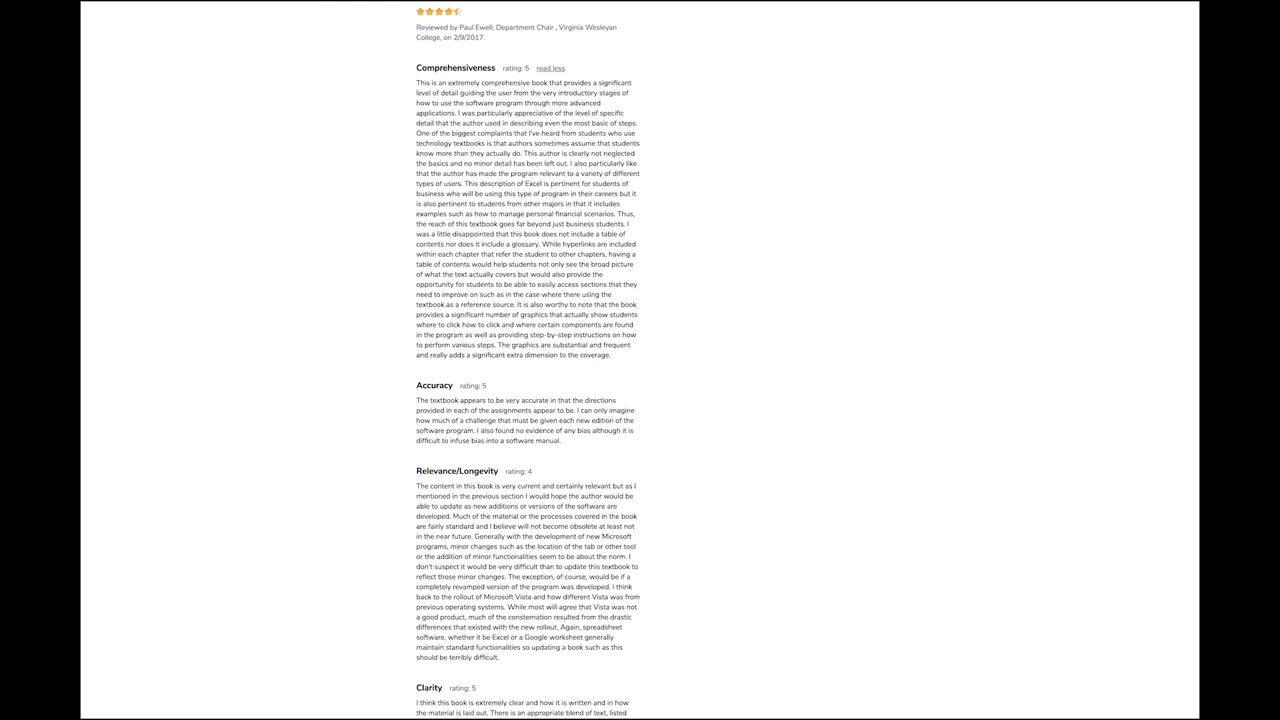 Reviewed by Paul Ewell, Department Chair , Virginia Wesleyan
College, on 2/9/2017.
Comprehensiveness rating: 5 read less
This is an extremely comprehensive book that provides a significant
level of detail guiding the user from the very introductory stages of
how to use the software program through more advanced
applications. I was particularly appreciative of the level of specific
detail that the author used in describing even the most basic of steps.
One of the biggest complaints that I've heard from students who use
technology textbooks is that authors sometimes assume that students
know more than they actually do. This author is clearly not neglected
the basics and no minor detail has been left out. I also particularly like
that the author has made the program relevant to a variety of different
types of users. This description of Excel is pertinent for students of
business who will be using this type of program in their careers but it
is also pertinent to students from other majors in that it includes
examples such as how to manage personal financial scenarios. Thus,
the reach of this textbook goes far beyond just business students. I
was a little disappointed that this book does not include a table of
contents nor does it include a glossary. While hyperlinks are included
within each chapter that refer the student to other chapters, having a
table of contents would help students not only see the broad picture
of what the text actually covers but would also provide the
opportunity for students to be able to easily access sections that they
need to improve on such as in the case where there using the
textbook as a reference source. It is also worthy to note that the book
provides a significant number of graphics that actually show students
where to click how to click and where certain components are found
in the program as well as providing step-by-step instructions on how
to perform various steps. The graphics are substantial and frequent
and really adds a significant extra dimension to the coverage.
Accuracy rating: 5
The textbook appears to be very accurate in that the directions
provided in each of the assignments appear to be. I can only imagine
how much of a challenge that must be given each new edition of the
software program. I also found no evidence of any bias although it is
difficult to infuse bias into a software manual.
Relevance/Longevity rating: 4
The content in this book is very current and certainly relevant but as I
mentioned in the previous section I would hope the author would be
able to update as new additions or versions of the software are
developed. Much of the material or the processes covered in the book
are fairly standard and I believe will not become obsolete at least not
in the near future. Generally with the development of new Microsoft
programs, minor changes such as the location of the tab or other tool
or the addition of minor functionalities seem to be about the norm. I
don't suspect it would be very difficult than to update this textbook to
reflect those minor changes. The exception, of course, would be if a
completely revamped version of the program was developed. I think
back to the rollout of Microsoft Vista and how different Vista was from
previous operating systems. While most will agree that Vista was not
a good product, much of the consternation resulted from the drastic
differences that existed with the new rollout. Again, spreadsheet
software, whether it be Excel or a Google worksheet generally
maintain standard functionalities so updating a book such as this
should be terribly difficult.
Clarity rating: 5
I think this book is extremely clear and how it is written and in how
the material is laid out. There is an appropriate blend of text, listed